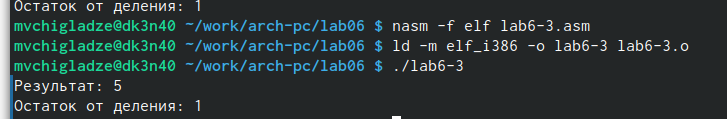 Остаток от деления: 1
mvchigladze@dk3n40 ~/work/arch-pc/lab06 $ nasm -f elf lab6-3.asm
mvchigladze@dk3n40 ~/work/arch-pc/lab06 $ ld -m elf_i386 -o lab6-3 lab6-3.o
mvchigladze@dk3n40 ~/work/arch-pc/lab06 $ ./lab6-3
Результат: 5
Остаток от деления: 1